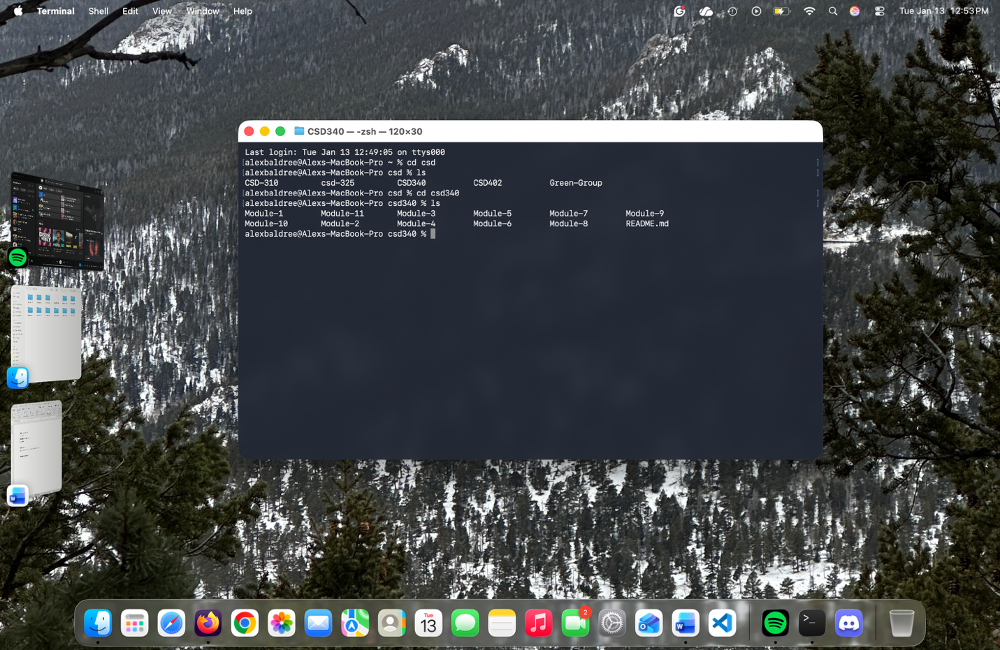 Terminal Shell Edit View Window Help Tue Jan 13 12:53 PM
CSD340 — -zsh — 120×30
Last login: Tue Jan 13 12:49:05 on ttys000
[alexbaldree@Alexs-MacBook-Pro ~ % cd csd ]
[alexbaldree@Alexs-MacBook-Pro csd % ls ]
CSD-310 csd-325 CSD340 CSD402 Green-Group
[alexbaldree@Alexs-MacBook-Pro csd % cd csd340 ]
[alexbaldree@Alexs-MacBook-Pro csd340 % ls ]
Module-1 Module-11 Module-3 Module-5 Module-7 Module-9
Module-10 Module-2 Module-4 Module-6 Module-8 README.md
alexbaldree@Alexs-MacBook-Pro csd340 %
Tue
13
2